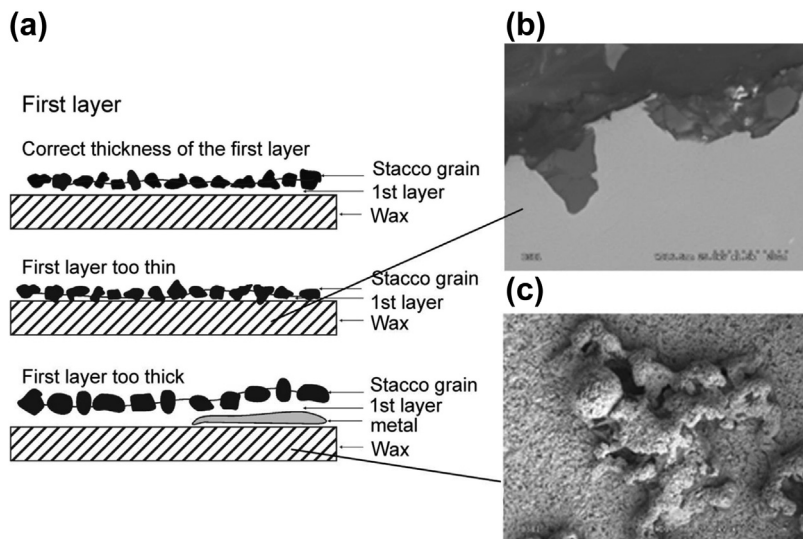 (a)
First layer
Correct thickness of the first layer
Stacco grain
1st layer
Wax
First layer too thin
Stacco grain
1st layer
Wax
First layer too thick
Stacco grain
1st layer
metal
Wax
(b)
(c)